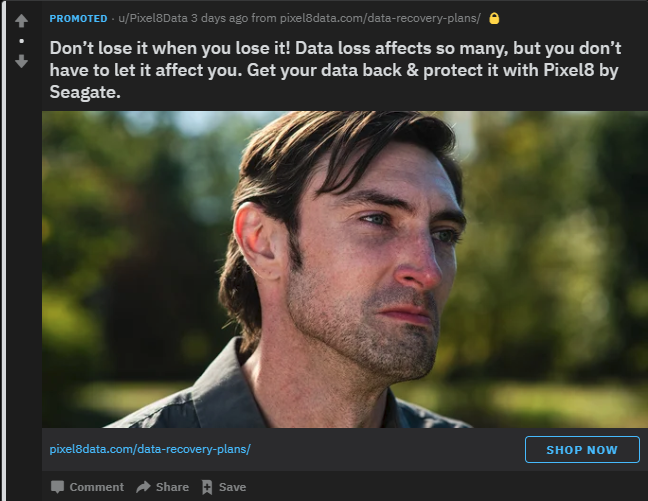 PROMOTED · u/Pixel8Data 3 days ago from pixel8data.com/data-recovery-plans/
Don’t lose it when you lose it! Data loss affects so many, but you don’t
have to let it affect you. Get your data back & protect it with Pixel8 by
Seagate.
pixel8data.com/data-recovery-plans/
SHOP NOW
Comment Share Save